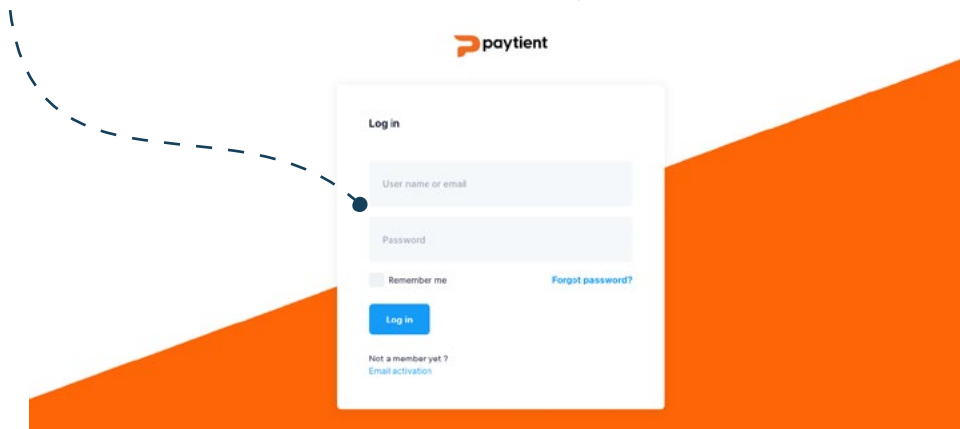 paytient
Log in
User name or email
Password
Remember me
Forgot password?
Log in
Not a member yet ?
Email activation